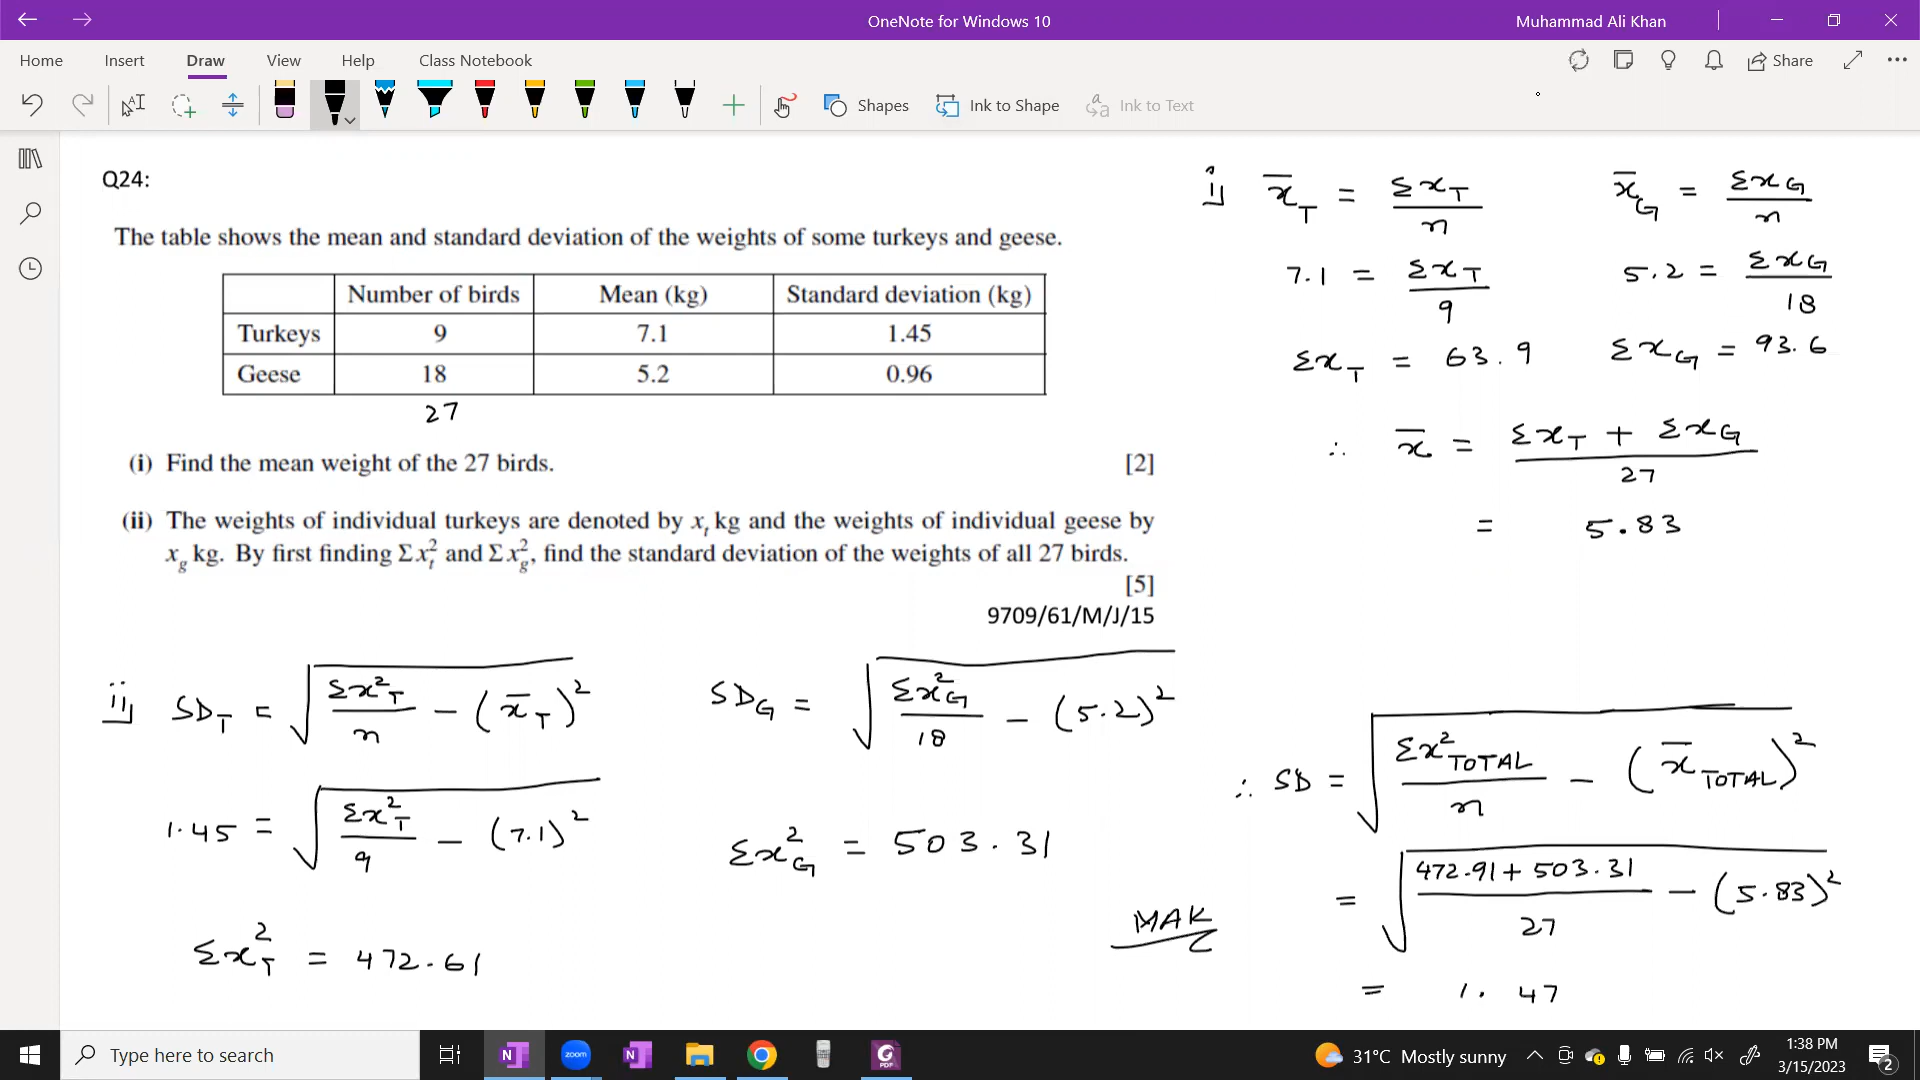 OneNote for Windows 10
Muhammad Ali Khan
Home Insert Draw View Help Class Notebook
Share
Shapes Ink to Shape Ink to Text
Q24:
The table shows the mean and standard deviation of the weights of some turkeys and geese.
Number of birds Mean (kg) Standard deviation (kg)
Turkeys 9 7.1 1.45
Geese 18 5.2 0.96
27
(i) Find the mean weight of the 27 birds. [2]
(ii) The weights of individual turkeys are denoted by xₜ kg and the weights of individual geese by
x_g kg. By first finding Σxₜ² and Σx_g², find the standard deviation of the weights of all 27 birds.
[5]
9709/61/M/J/15
i) x̄_T = Σx_T / n
7.1 = Σx_T / 9
Σx_T = 63.9
x̄_G = Σx_G / n
5.2 = Σx_G / 18
Σx_G = 93.6
∴ x̄ = (Σx_T + Σx_G) / 27
= 5.83
ii) SD_T = √(Σx²_T / n − (x̄_T)²)
1.45 = √(Σx²_T / 9 − (7.1)²)
Σx²_T = 472.61
SD_G = √(Σx²_G / 18 − (5.2)²)
Σx²_G = 503.31
MAK
∴ SD = √(Σx²_TOTAL / n − (x̄_TOTAL)²)
= √((472.91 + 503.31) / 27 − (5.83)²)
= 1.47
Type here to search
zoom
PDF
31°C Mostly sunny
1:38 PM
3/15/2023
2